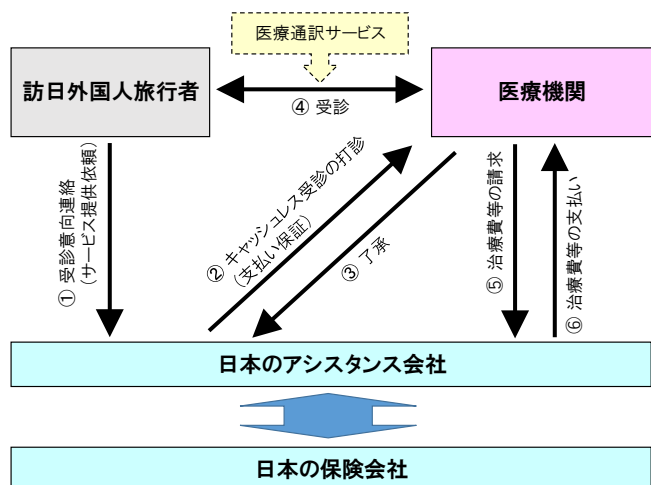 医療通訳サービス
訪日外国人旅行者
医療機関
④ 受診
① 受診意向連絡
(サービス提供依頼)
② キャッシュレス受診の打診
(支払い保証)
③ 了承
⑤ 治療費等の請求
⑥ 治療費等の支払い
日本のアシスタンス会社
日本の保険会社